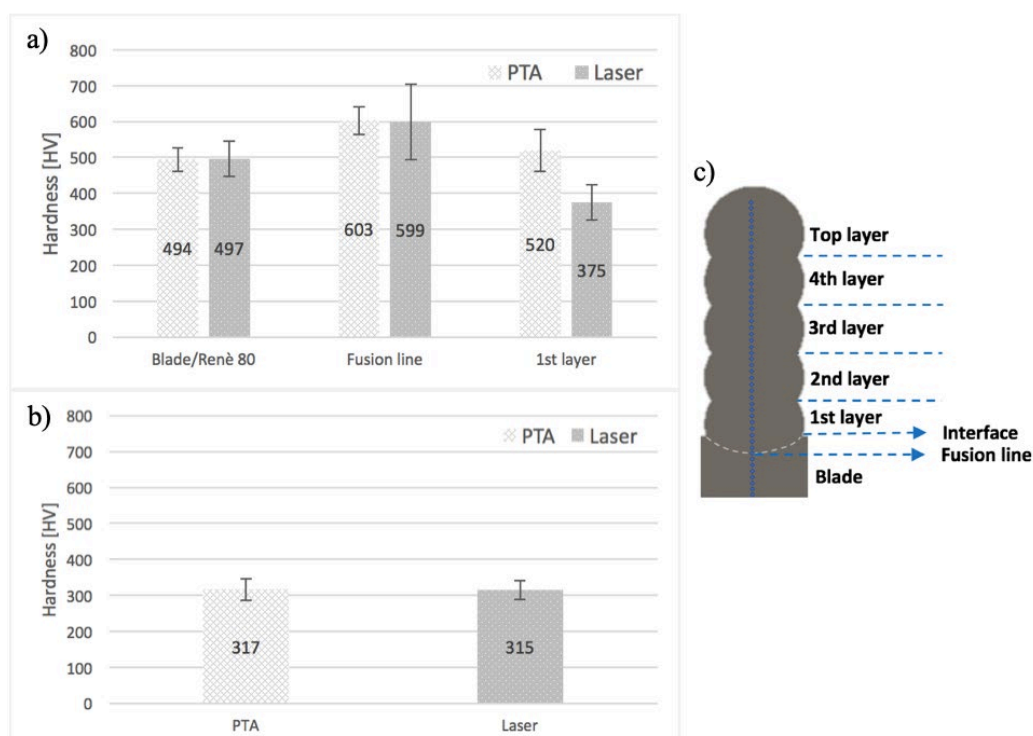 a)
800
700
600
500
400
300
200
100
0
Hardness [HV]
PTA Laser
494 497 603 599 520 375
Blade/Renè 80 Fusion line 1st layer
b)
800
700
600
500
400
300
200
100
0
Hardness [HV]
PTA Laser
317 315
PTA Laser
c)
Top layer
4th layer
3rd layer
2nd layer
1st layer
Interface
Fusion line
Blade